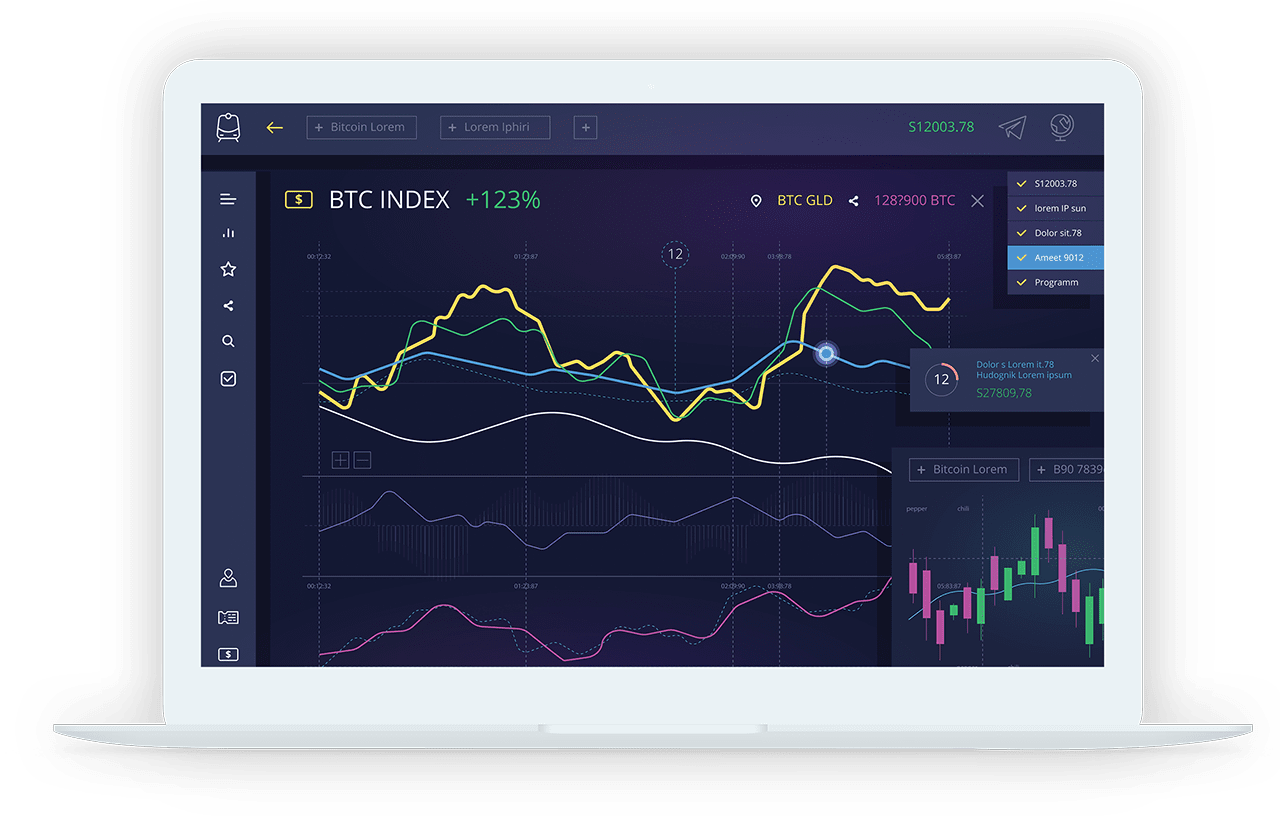 + Bitcoin Lorem
+ Lorem Iphiri
+
S12003.78
$ BTC INDEX +123%
BTC GLD
128?900 BTC
S12003.78
lorem IP sun
Dolor sit.78
Ameet 9012
Programm
00:12:32
01:23:87
12
02:09:90
03:98:78
05:83:87
12
Dolor s Lorem it.78
Hudognik Lorem ipsum
S27809,78
+ Bitcoin Lorem
+ B90 7839
pepper
chili
00
00:12:32
01:23:87
02:09:90
03:98:78
05:83:87
$